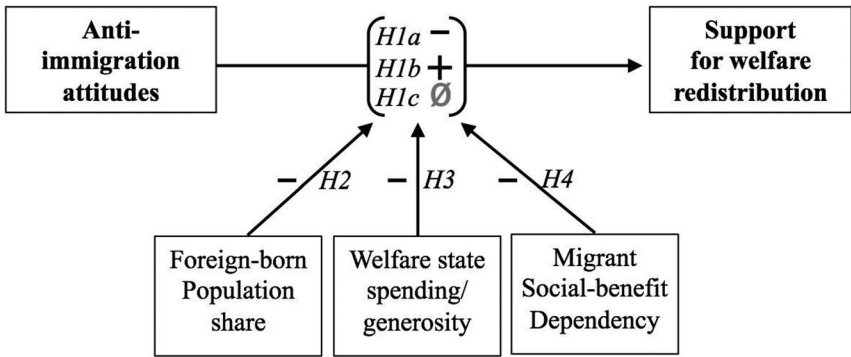 Anti-
immigration
attitudes
H1a −
H1b +
H1c Ø
Support
for welfare
redistribution
− H2
− H3
− H4
Foreign-born
Population
share
Welfare state
spending/
generosity
Migrant
Social-benefit
Dependency